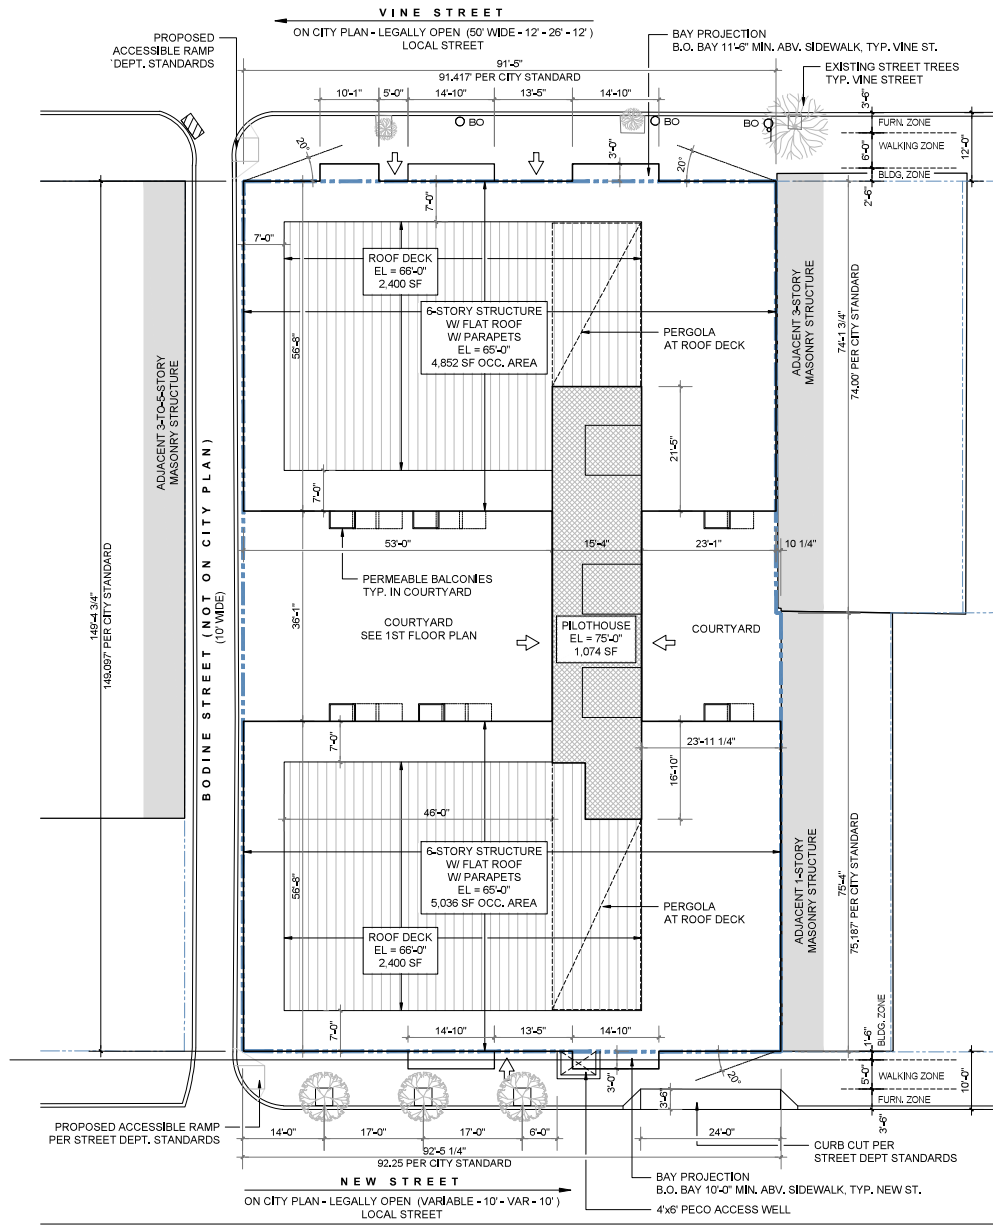 VINE STREET
ON CITY PLAN - LEGALLY OPEN (50' WIDE - 12' - 26' - 12')
LOCAL STREET
PROPOSED
ACCESSIBLE RAMP
'DEPT. STANDARDS
BAY PROJECTION
B.O. BAY 11'-6" MIN. ABV. SIDEWALK, TYP. VINE ST.
EXISTING STREET TREES
TYP. VINE STREET
91'-5"
91.417' PER CITY STANDARD
10'-1"
5'-0"
14'-10"
13'-5"
14'-10"
BO
BO
BO
3'-6"
FURN. ZONE
6'-0"
WALKING ZONE
12'-0"
BLDG. ZONE
2'-6"
20°
3'-0"
20°
7'-0"
7'-0"
ROOF DECK
EL = 66'-0"
2,400 SF
6-STORY STRUCTURE
W/ FLAT ROOF
W/ PARAPETS
EL = 65'-0"
4,852 SF OCC. AREA
PERGOLA
AT ROOF DECK
56'-8"
7'-0"
21'-5"
ADJACENT 3-TO-5-STORY
MASONRY STRUCTURE
ADJACENT 3-STORY
MASONRY STRUCTURE
74'-1 3/4"
74.00' PER CITY STANDARD
BODINE STREET (NOT ON CITY PLAN)
(10' WIDE)
149'-4 3/4"
149.097' PER CITY STANDARD
53'-0"
15'-4"
23'-1"
10 1/4"
PERMEABLE BALCONIES
TYP. IN COURTYARD
36'-1"
COURTYARD
SEE 1ST FLOOR PLAN
PILOTHOUSE
EL = 75'-0"
1,074 SF
COURTYARD
7'-0"
23'-11 1/4"
16'-10"
46'-0"
6-STORY STRUCTURE
W/ FLAT ROOF
W/ PARAPETS
EL = 65'-0"
5,036 SF OCC. AREA
56'-8"
PERGOLA
AT ROOF DECK
ROOF DECK
EL = 66'-0"
2,400 SF
ADJACENT 1-STORY
MASONRY STRUCTURE
75'-4"
75.187' PER CITY STANDARD
7'-0"
14'-10"
13'-5"
14'-10"
BLDG. ZONE
1'-6"
5'-0"
WALKING ZONE
10'-0"
FURN. ZONE
3'-6"
X
3'-0"
20°
3'-6"
PROPOSED ACCESSIBLE RAMP
PER STREET DEPT. STANDARDS
14'-0"
17'-0"
17'-0"
6'-0"
24'-0"
CURB CUT PER
STREET DEPT STANDARDS
92'-5 1/4"
92.25 PER CITY STANDARD
NEW STREET
ON CITY PLAN - LEGALLY OPEN (VARIABLE - 10' - VAR - 10')
LOCAL STREET
BAY PROJECTION
B.O. BAY 10'-0" MIN. ABV. SIDEWALK, TYP. NEW ST.
4'x6' PECO ACCESS WELL